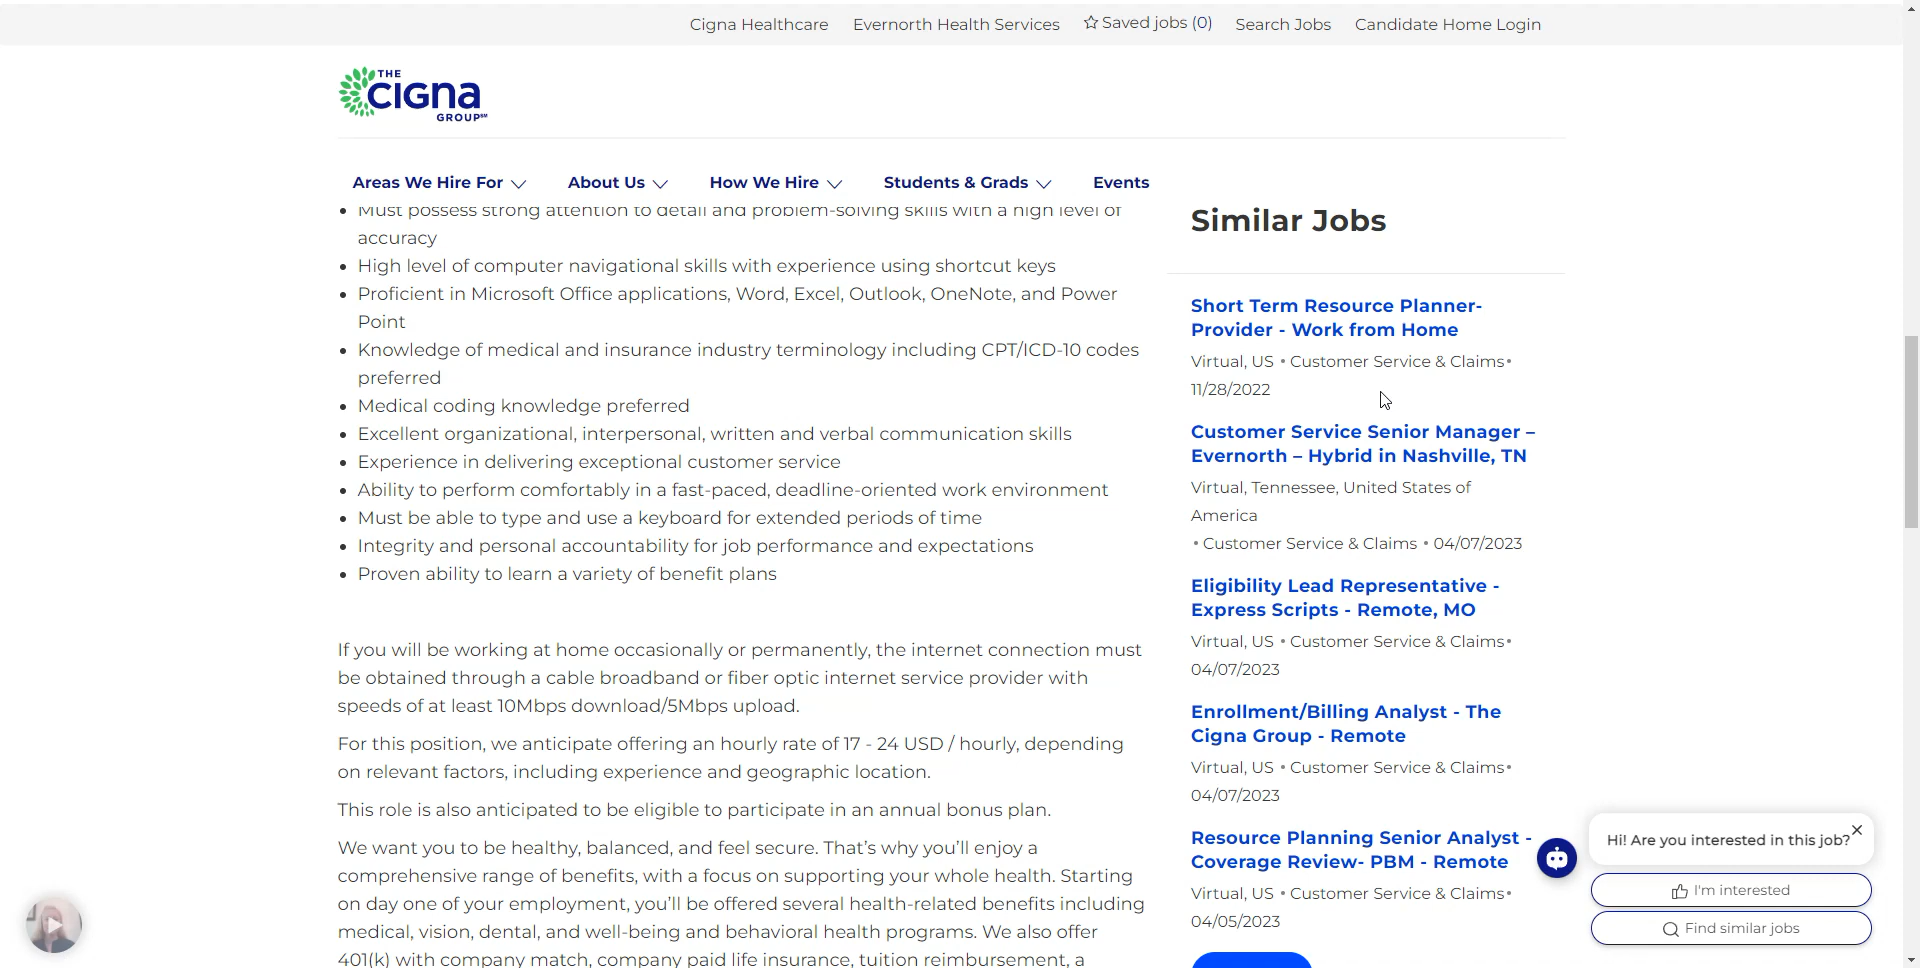 Cigna Healthcare
Evernorth Health Services
Saved jobs (0)
Search Jobs
Candidate Home Login
THE
cigna
GROUP℠
Areas We Hire For
About Us
How We Hire
Students & Grads
Events
Must possess strong attention to detail and problem-solving skills with a high level of
accuracy
High level of computer navigational skills with experience using shortcut keys
Proficient in Microsoft Office applications, Word, Excel, Outlook, OneNote, and Power
Point
Knowledge of medical and insurance industry terminology including CPT/ICD-10 codes
preferred
Medical coding knowledge preferred
Excellent organizational, interpersonal, written and verbal communication skills
Experience in delivering exceptional customer service
Ability to perform comfortably in a fast-paced, deadline-oriented work environment
Must be able to type and use a keyboard for extended periods of time
Integrity and personal accountability for job performance and expectations
Proven ability to learn a variety of benefit plans
If you will be working at home occasionally or permanently, the internet connection must
be obtained through a cable broadband or fiber optic internet service provider with
speeds of at least 10Mbps download/5Mbps upload.
For this position, we anticipate offering an hourly rate of 17 - 24 USD / hourly, depending
on relevant factors, including experience and geographic location.
This role is also anticipated to be eligible to participate in an annual bonus plan.
We want you to be healthy, balanced, and feel secure. That’s why you’ll enjoy a
comprehensive range of benefits, with a focus on supporting your whole health. Starting
on day one of your employment, you’ll be offered several health-related benefits including
medical, vision, dental, and well-being and behavioral health programs. We also offer
401(k) with company match, company paid life insurance, tuition reimbursement, a
Similar Jobs
Short Term Resource Planner-
Provider - Work from Home
Virtual, US • Customer Service & Claims •
11/28/2022
Customer Service Senior Manager –
Evernorth – Hybrid in Nashville, TN
Virtual, Tennessee, United States of
America
• Customer Service & Claims • 04/07/2023
Eligibility Lead Representative -
Express Scripts - Remote, MO
Virtual, US • Customer Service & Claims •
04/07/2023
Enrollment/Billing Analyst - The
Cigna Group - Remote
Virtual, US • Customer Service & Claims •
04/07/2023
Resource Planning Senior Analyst -
Coverage Review- PBM - Remote
Virtual, US • Customer Service & Claims •
04/05/2023
Hi! Are you interested in this job?
I'm interested
Find similar jobs